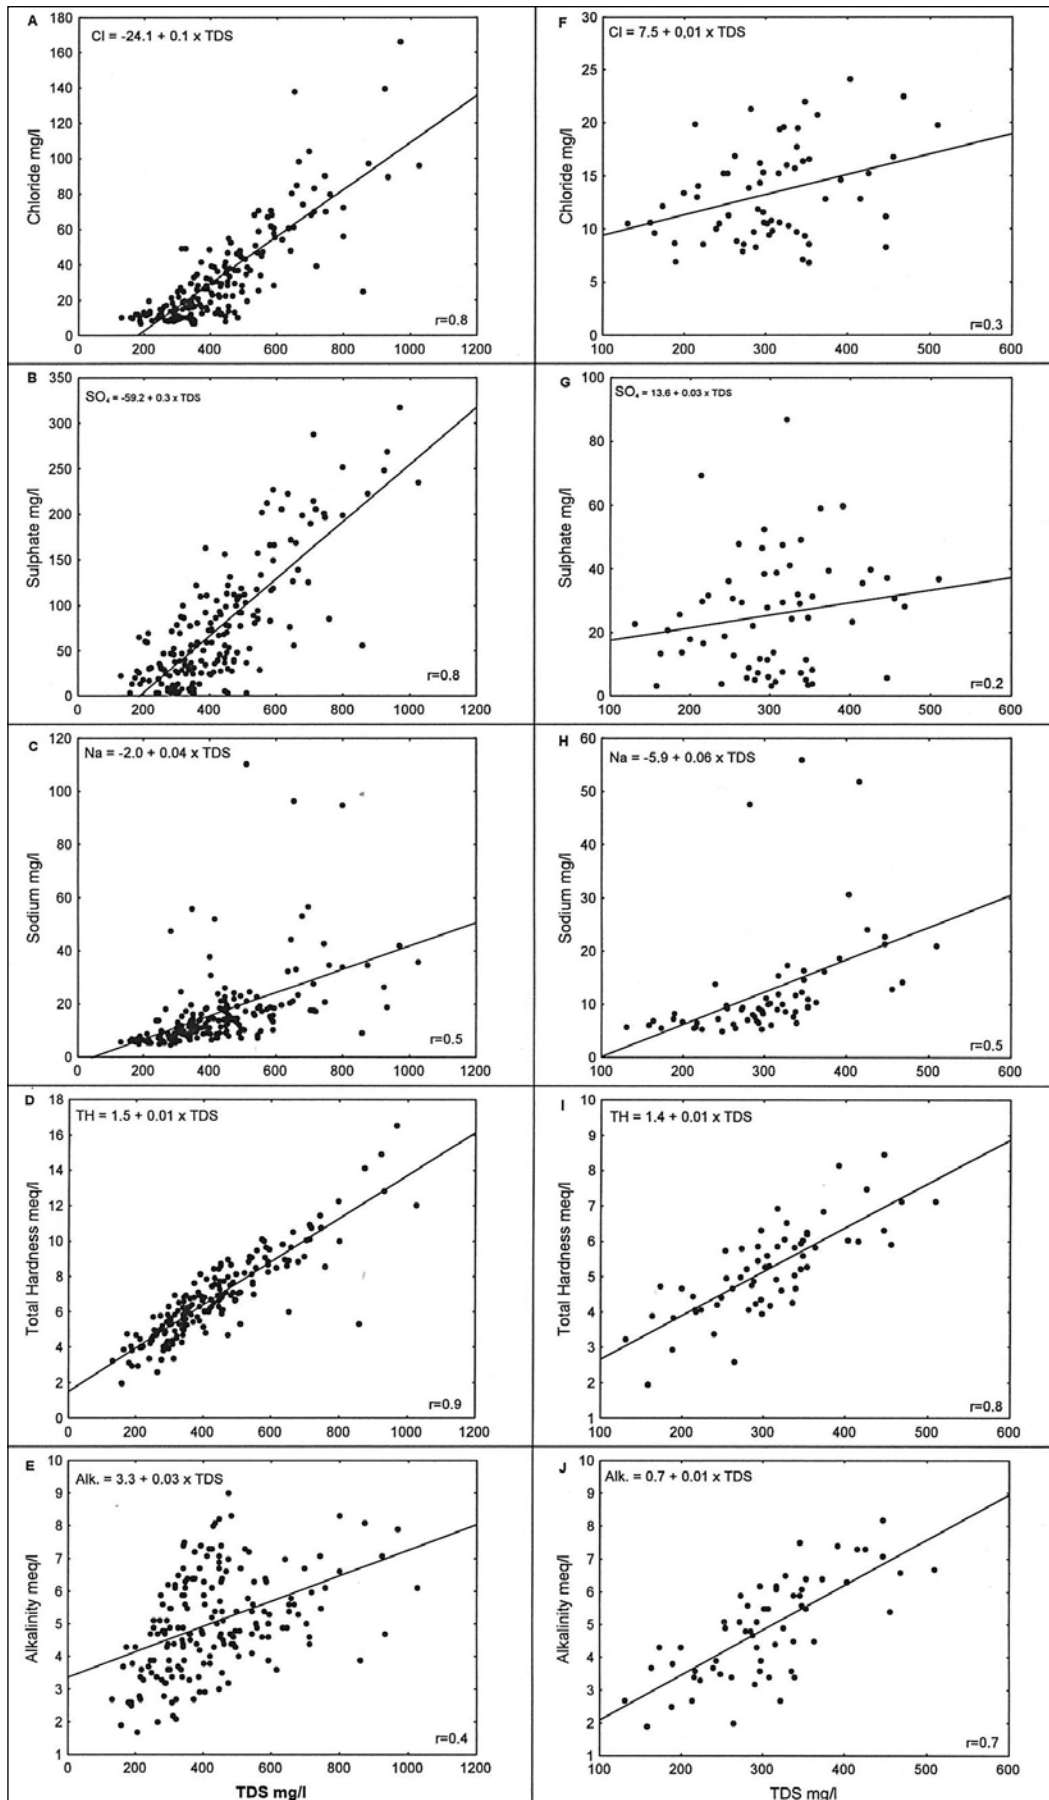 A
Cl = -24.1 + 0.1 x TDS
180
160
140
120
100
80
60
40
20
0
Chloride mg/l
r=0.8
0 200 400 600 800 1000 1200
F
Cl = 7.5 + 0,01 x TDS
30
25
20
15
10
5
0
Chloride mg/l
r=0.3
100 200 300 400 500 600
B
SO₄ = -59.2 + 0.3 x TDS
350
300
250
200
150
100
50
0
Sulphate mg/l
r=0.8
0 200 400 600 800 1000 1200
G
SO₄ = 13.6 + 0.03 x TDS
100
80
60
40
20
0
Sulphate mg/l
r=0.2
100 200 300 400 500 600
C
Na = -2.0 + 0.04 x TDS
120
100
80
60
40
20
0
Sodium mg/l
r=0.5
0 200 400 600 800 1000 1200
H
Na = -5.9 + 0.06 x TDS
60
50
40
30
20
10
0
Sodium mg/l
r=0.5
100 200 300 400 500 600
D
TH = 1.5 + 0.01 x TDS
18
16
14
12
10
8
6
4
2
0
Total Hardness meq/l
r=0.9
0 200 400 600 800 1000 1200
I
TH = 1.4 + 0.01 x TDS
10
9
8
7
6
5
4
3
2
1
Total Hardness meq/l
r=0.8
100 200 300 400 500 600
E
Alk. = 3.3 + 0.03 x TDS
10
9
8
7
6
5
4
3
2
1
Alkalinity meq/l
r=0.4
0 200 400 600 800 1000 1200
TDS mg/l
J
Alk. = 0.7 + 0.01 x TDS
10
9
8
7
6
5
4
3
2
1
Alkalinity meq/l
r=0.7
100 200 300 400 500 600
TDS mg/l